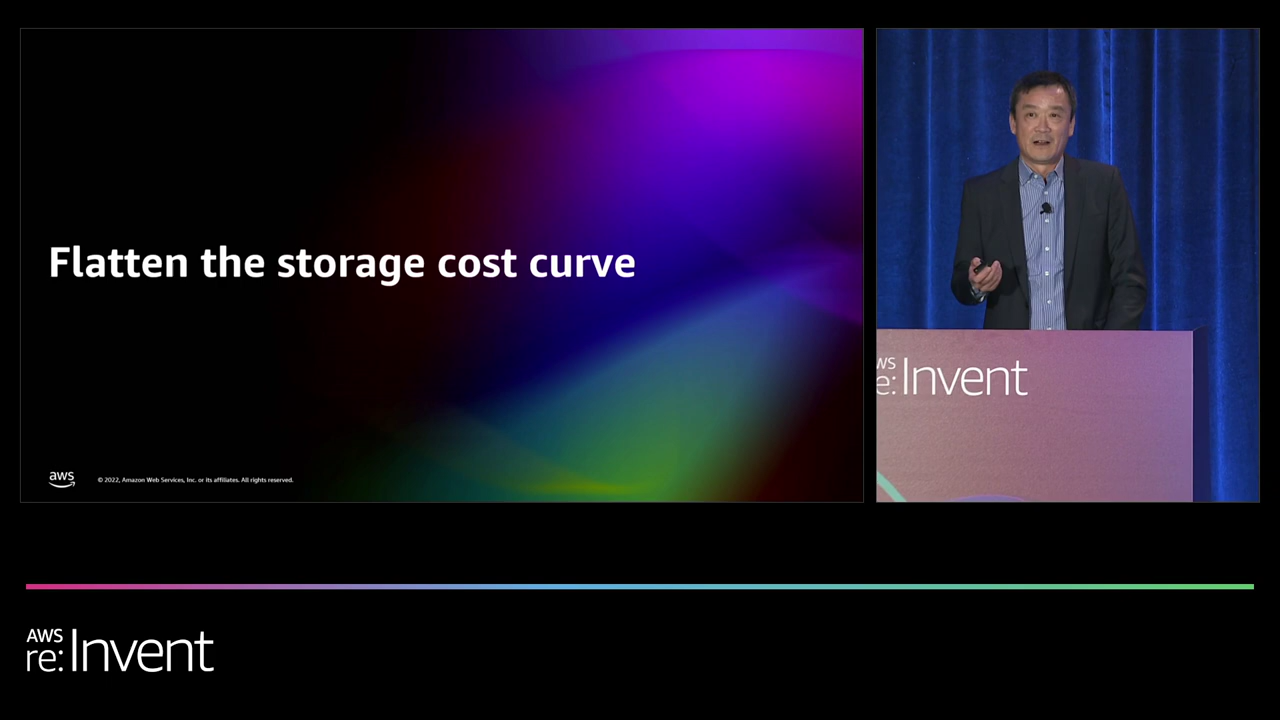 Flatten the storage cost curve
aws
© 2022, Amazon Web Services, Inc. or its affiliates. All rights reserved.
WS
re:Invent
AWS
re:Invent